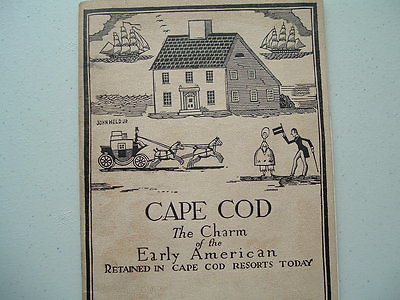 JOHN HELD JR
CAPE COD
The Charm
of the
Early American
RETAINED IN CAPE COD RESORTS TODAY